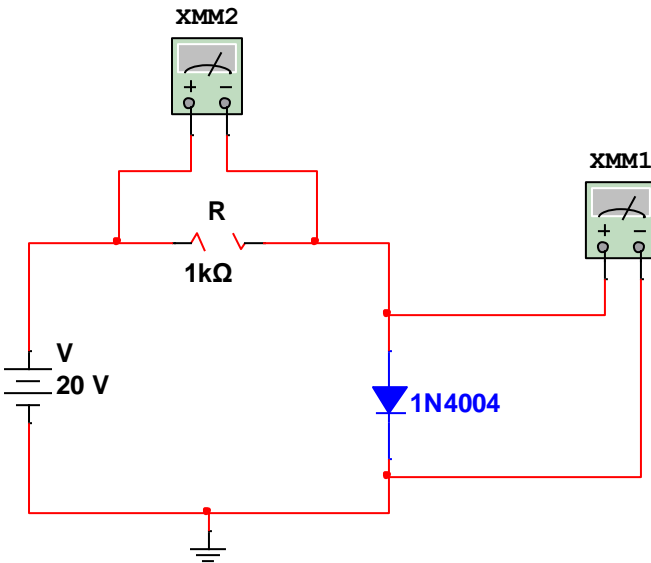 XMM2
+ −
XMM1
+ −
R
1kΩ
V
20 V
1N4004